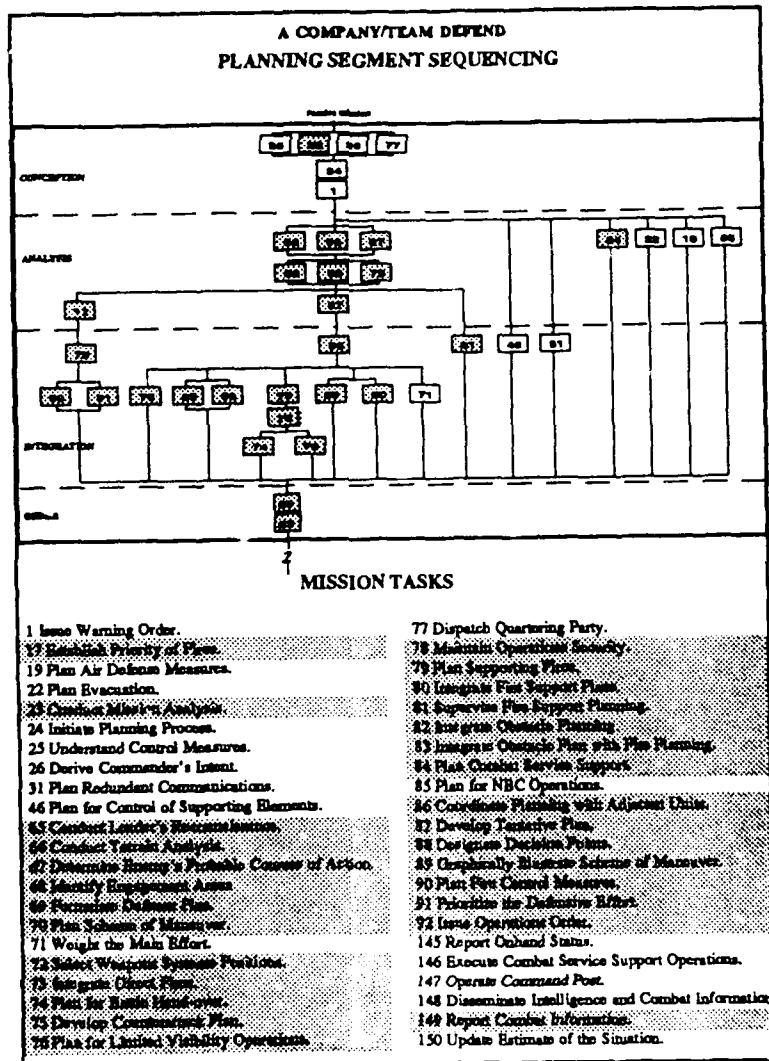 A COMPANY/TEAM DEFEND
PLANNING SEGMENT SEQUENCING
77
CONCEPTION
24
1
ANALYSIS
22
19
46
31
71
INTEGRATION
2
MISSION TASKS
1 Issue Warning Order.
17 Establish Priority of Fires.
19 Plan Air Defense Measures.
22 Plan Evacuation.
23 Conduct Mission Analysis.
24 Initiate Planning Process.
25 Understand Control Measures.
26 Derive Commander's Intent.
31 Plan Redundant Communications.
46 Plan for Control of Supporting Elements.
65 Conduct Leader's Reconnaissance.
66 Conduct Terrain Analysis.
67 Determine Enemy's Probable Courses of Action.
68 Identify Engagement Areas
69 Formulate Defense Plan.
70 Plan Scheme of Maneuver.
71 Weight the Main Effort.
72 Select Weapons Systems Positions.
73 Integrate Direct Fires.
74 Plan for Battle Hand-over.
75 Develop Counterattack Plan.
76 Plan for Limited Visibility Operations.
77 Dispatch Quartering Party.
78 Maintain Operations Security.
79 Plan Supporting Fires.
80 Integrate Fire Support Plans.
81 Supervise Fire Support Planning.
82 Integrate Obstacle Planning
83 Integrate Obstacle Plan with Fire Planning.
84 Plan Combat Service Support.
85 Plan for NBC Operations.
86 Coordinate Planning with Adjacent Units.
87 Develop Tentative Plan.
88 Designate Decision Points.
89 Graphically Illustrate Scheme of Maneuver.
90 Plan Fire Control Measures.
91 Prioritize the Defensive Effort.
92 Issue Operations Order.
145 Report Onhand Status.
146 Execute Combat Service Support Operations.
147 Operate Command Post.
148 Disseminate Intelligence and Combat Information
149 Report Combat Information.
150 Update Estimate of the Situation.